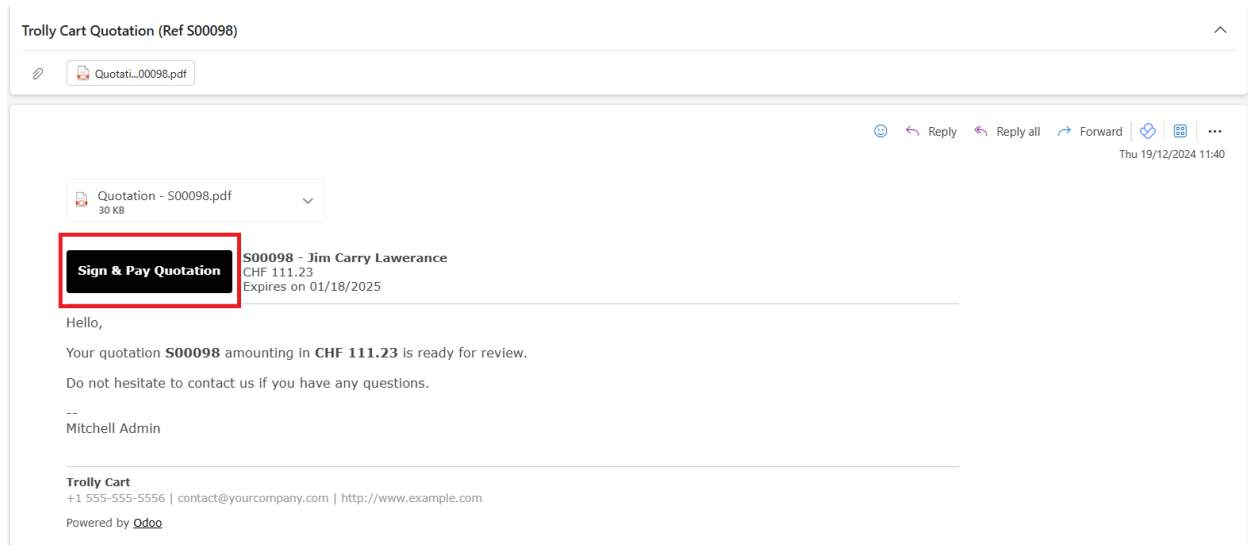 Trolly Cart Quotation (Ref S00098)
Quotati...00098.pdf
Reply
Reply all
Forward
Thu 19/12/2024 11:40
Quotation - S00098.pdf
30 KB
Sign & Pay Quotation
S00098 - Jim Carry Lawerance
CHF 111.23
Expires on 01/18/2025
Hello,
Your quotation S00098 amounting in CHF 111.23 is ready for review.
Do not hesitate to contact us if you have any questions.
--
Mitchell Admin
Trolly Cart
+1 555-555-5556 | contact@yourcompany.com | http://www.example.com
Powered by Odoo